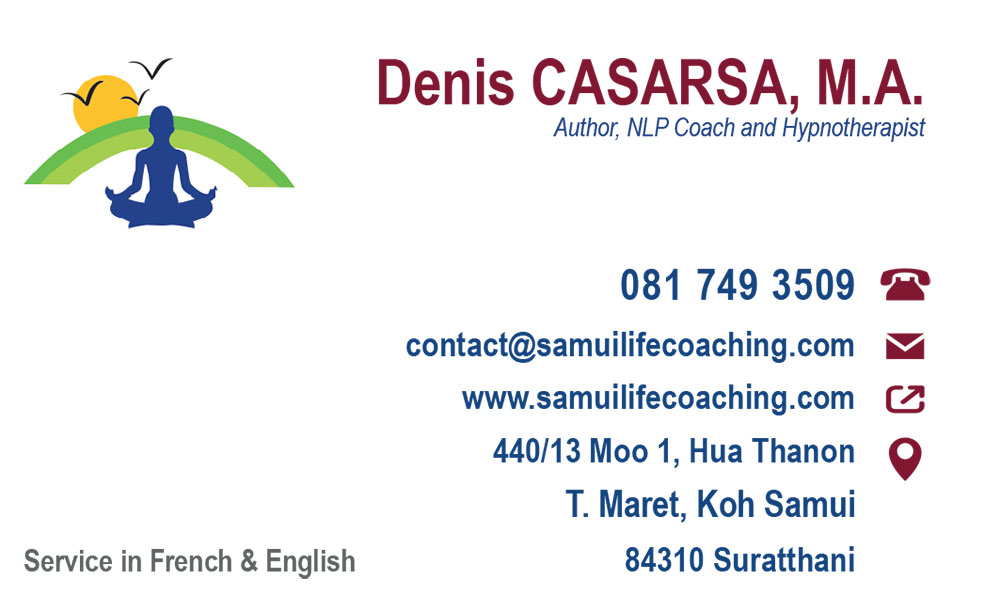 Denis CASARSA, M.A.
Author, NLP Coach and Hypnotherapist
081 749 3509
contact@samuilifecoaching.com
www.samuilifecoaching.com
440/13 Moo 1, Hua Thanon
T. Maret, Koh Samui
84310 Suratthani
Service in French & English